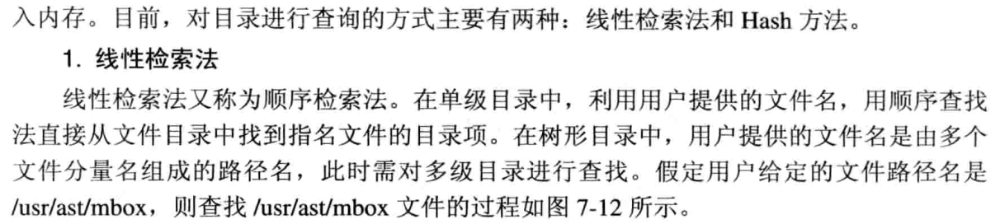 入内存。目前，对目录进行查询的方式主要有两种：线性检索法和 Hash 方法。
1. 线性检索法
线性检索法又称为顺序检索法。在单级目录中，利用用户提供的文件名，用顺序查找
法直接从文件目录中找到指名文件的目录项。在树形目录中，用户提供的文件名是由多个
文件分量名组成的路径名，此时需对多级目录进行查找。假定用户给定的文件路径名是
/usr/ast/mbox，则查找 /usr/ast/mbox 文件的过程如图 7-12 所示。